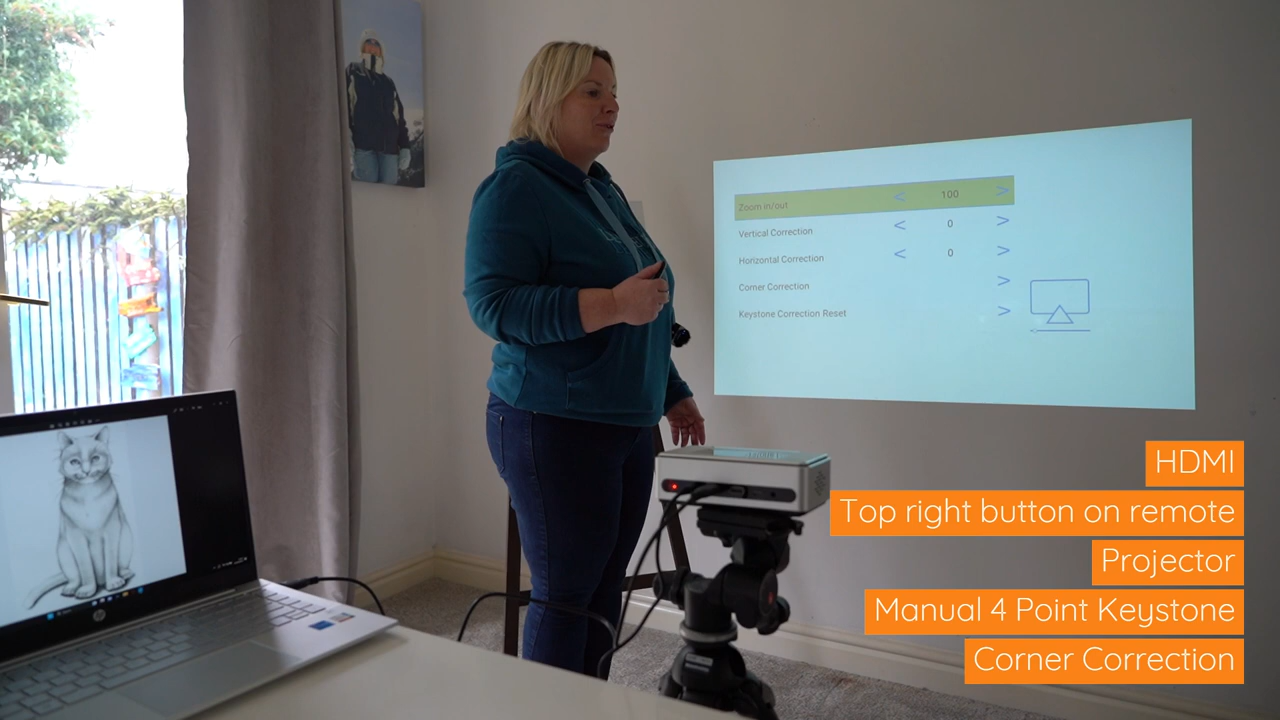 Zoom in/out < 100 >
Vertical Correction < 0 >
Horizontal Correction < 0 >
Corner Correction >
Keystone Correction Reset >
HDMI
Top right button on remote
Projector
Manual 4 Point Keystone
Corner Correction
hp